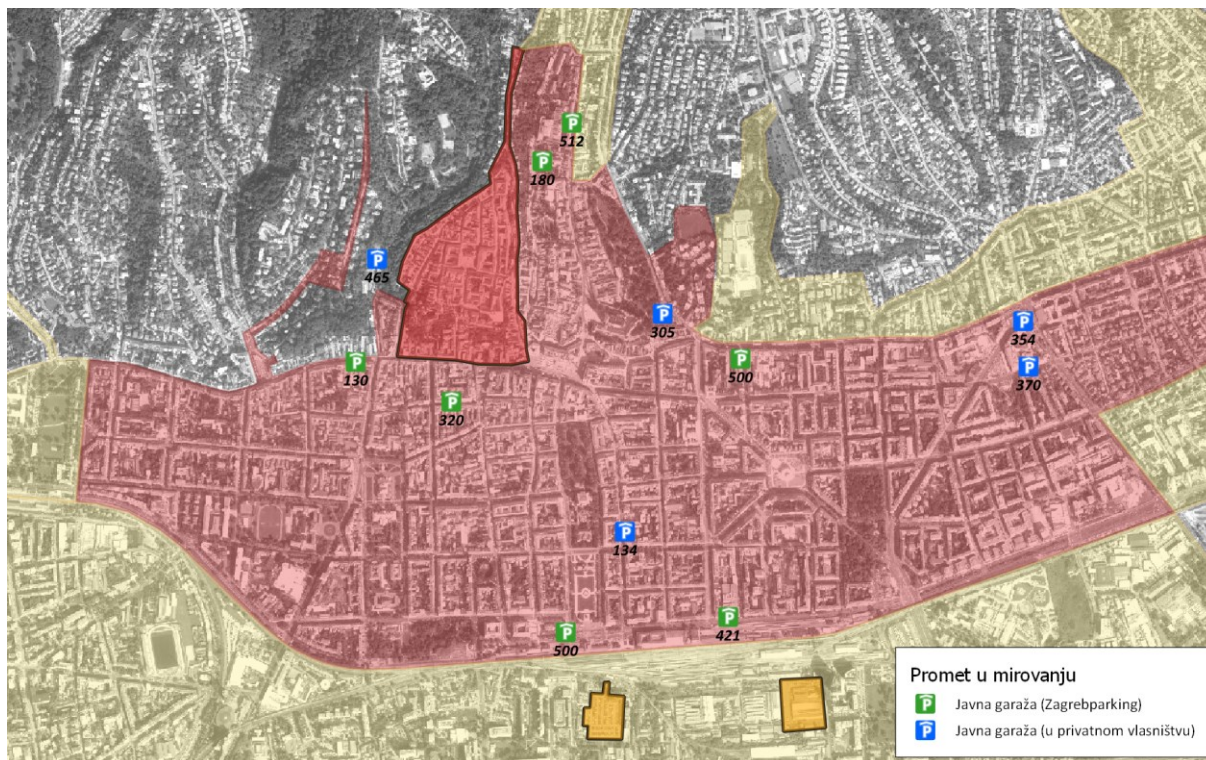 P
512
P
180
P
465
P
305
P
354
P
130
P
500
P
370
P
320
P
134
P
421
P
500
Promet u mirovanju
P Javna garaža (Zagrebparking)
P Javna garaža (u privatnom vlasništvu)